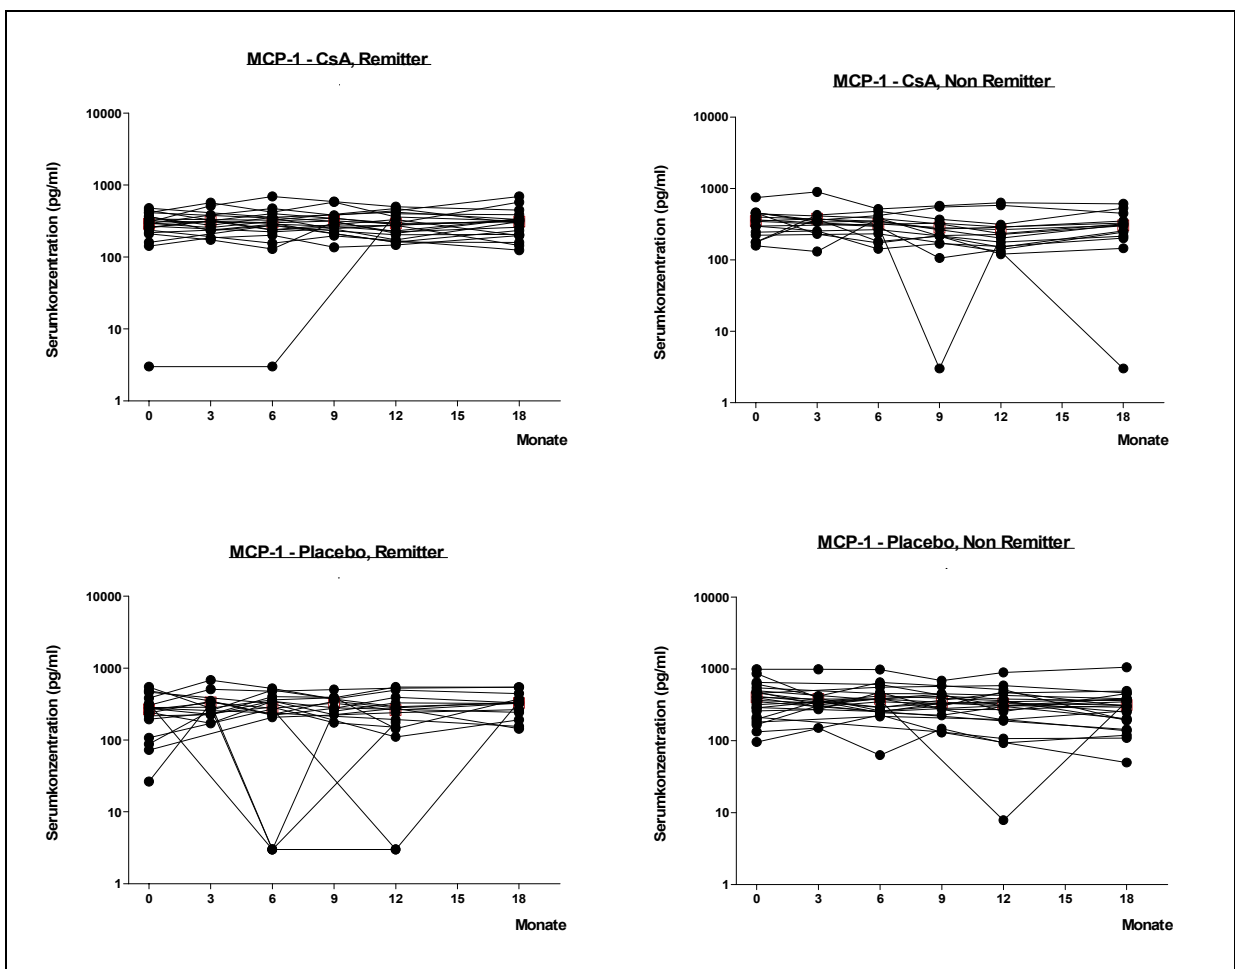 MCP-1 - CsA, Remitter
10000
1000
100
10
1
0 3 6 9 12 15 18
Serumkonzentration (pg/ml)
Monate
MCP-1 - CsA, Non Remitter
10000
1000
100
10
1
0 3 6 9 12 15 18
Serumkonzentration (pg/ml)
Monate
MCP-1 - Placebo, Remitter
10000
1000
100
10
1
0 3 6 9 12 15 18
Serumkonzentration (pg/ml)
Monate
MCP-1 - Placebo, Non Remitter
10000
1000
100
10
1
0 3 6 9 12 15 18
Serumkonzentration (pg/ml)
Monate